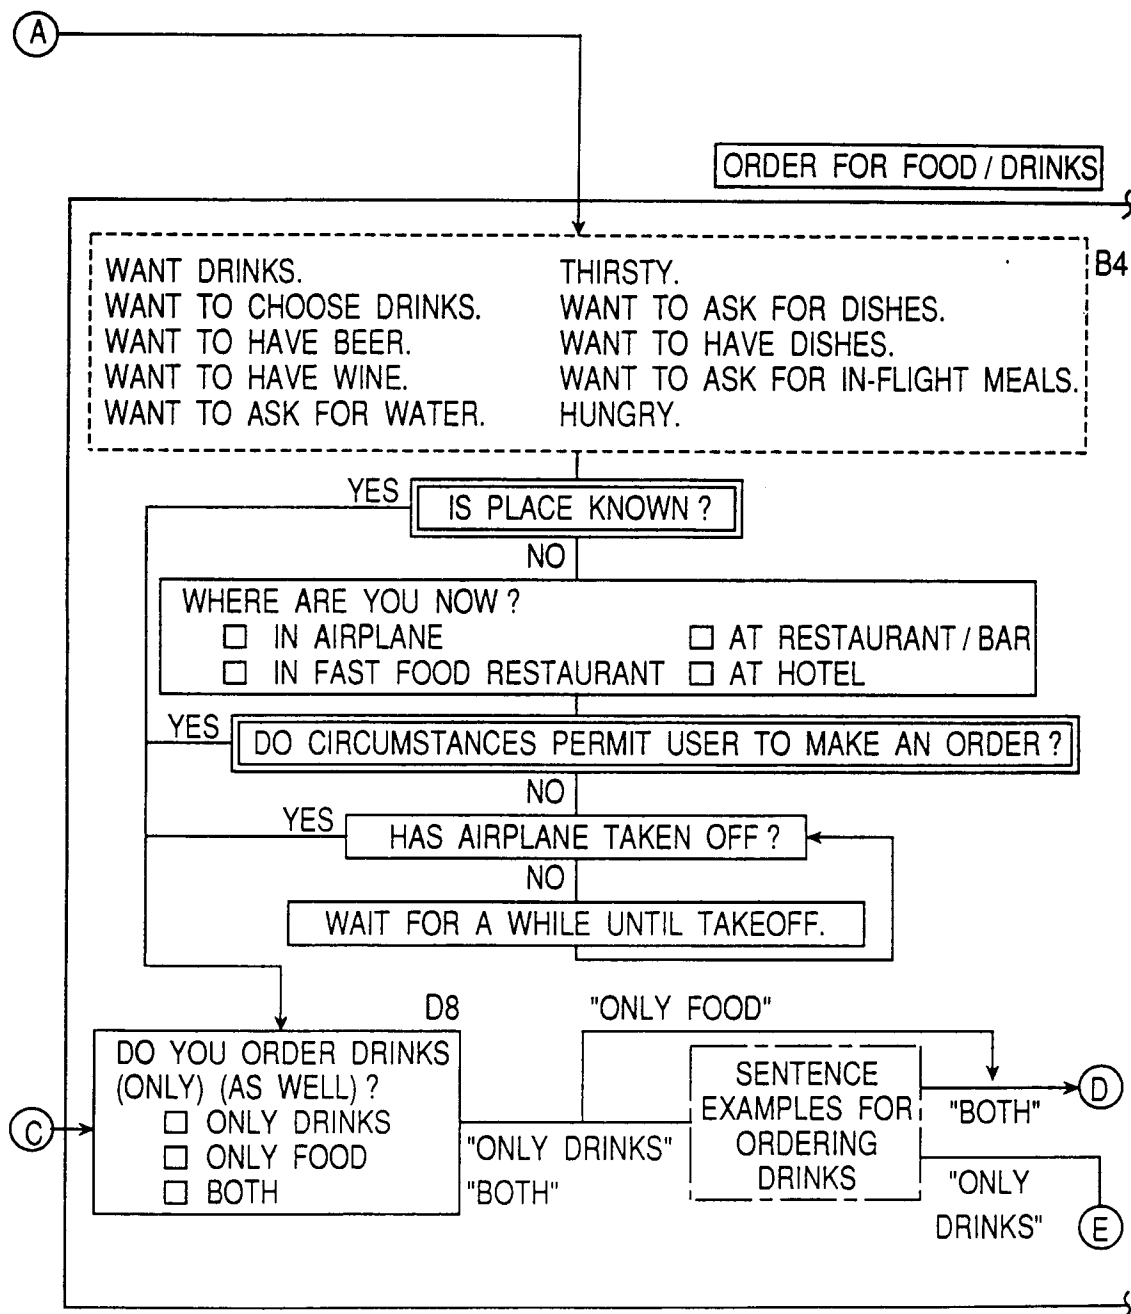 A
ORDER FOR FOOD / DRINKS
B4
WANT DRINKS.
WANT TO CHOOSE DRINKS.
WANT TO HAVE BEER.
WANT TO HAVE WINE.
WANT TO ASK FOR WATER.
THIRSTY.
WANT TO ASK FOR DISHES.
WANT TO HAVE DISHES.
WANT TO ASK FOR IN-FLIGHT MEALS.
HUNGRY.
YES
IS PLACE KNOWN ?
NO
WHERE ARE YOU NOW ?
IN AIRPLANE
AT RESTAURANT / BAR
IN FAST FOOD RESTAURANT
AT HOTEL
YES
DO CIRCUMSTANCES PERMIT USER TO MAKE AN ORDER ?
NO
YES
HAS AIRPLANE TAKEN OFF ?
NO
WAIT FOR A WHILE UNTIL TAKEOFF.
D8
C
DO YOU ORDER DRINKS
(ONLY) (AS WELL) ?
ONLY DRINKS
ONLY FOOD
BOTH
"ONLY FOOD"
"ONLY DRINKS"
"BOTH"
SENTENCE
EXAMPLES FOR
ORDERING
DRINKS
D
"BOTH"
"ONLY
DRINKS"
E